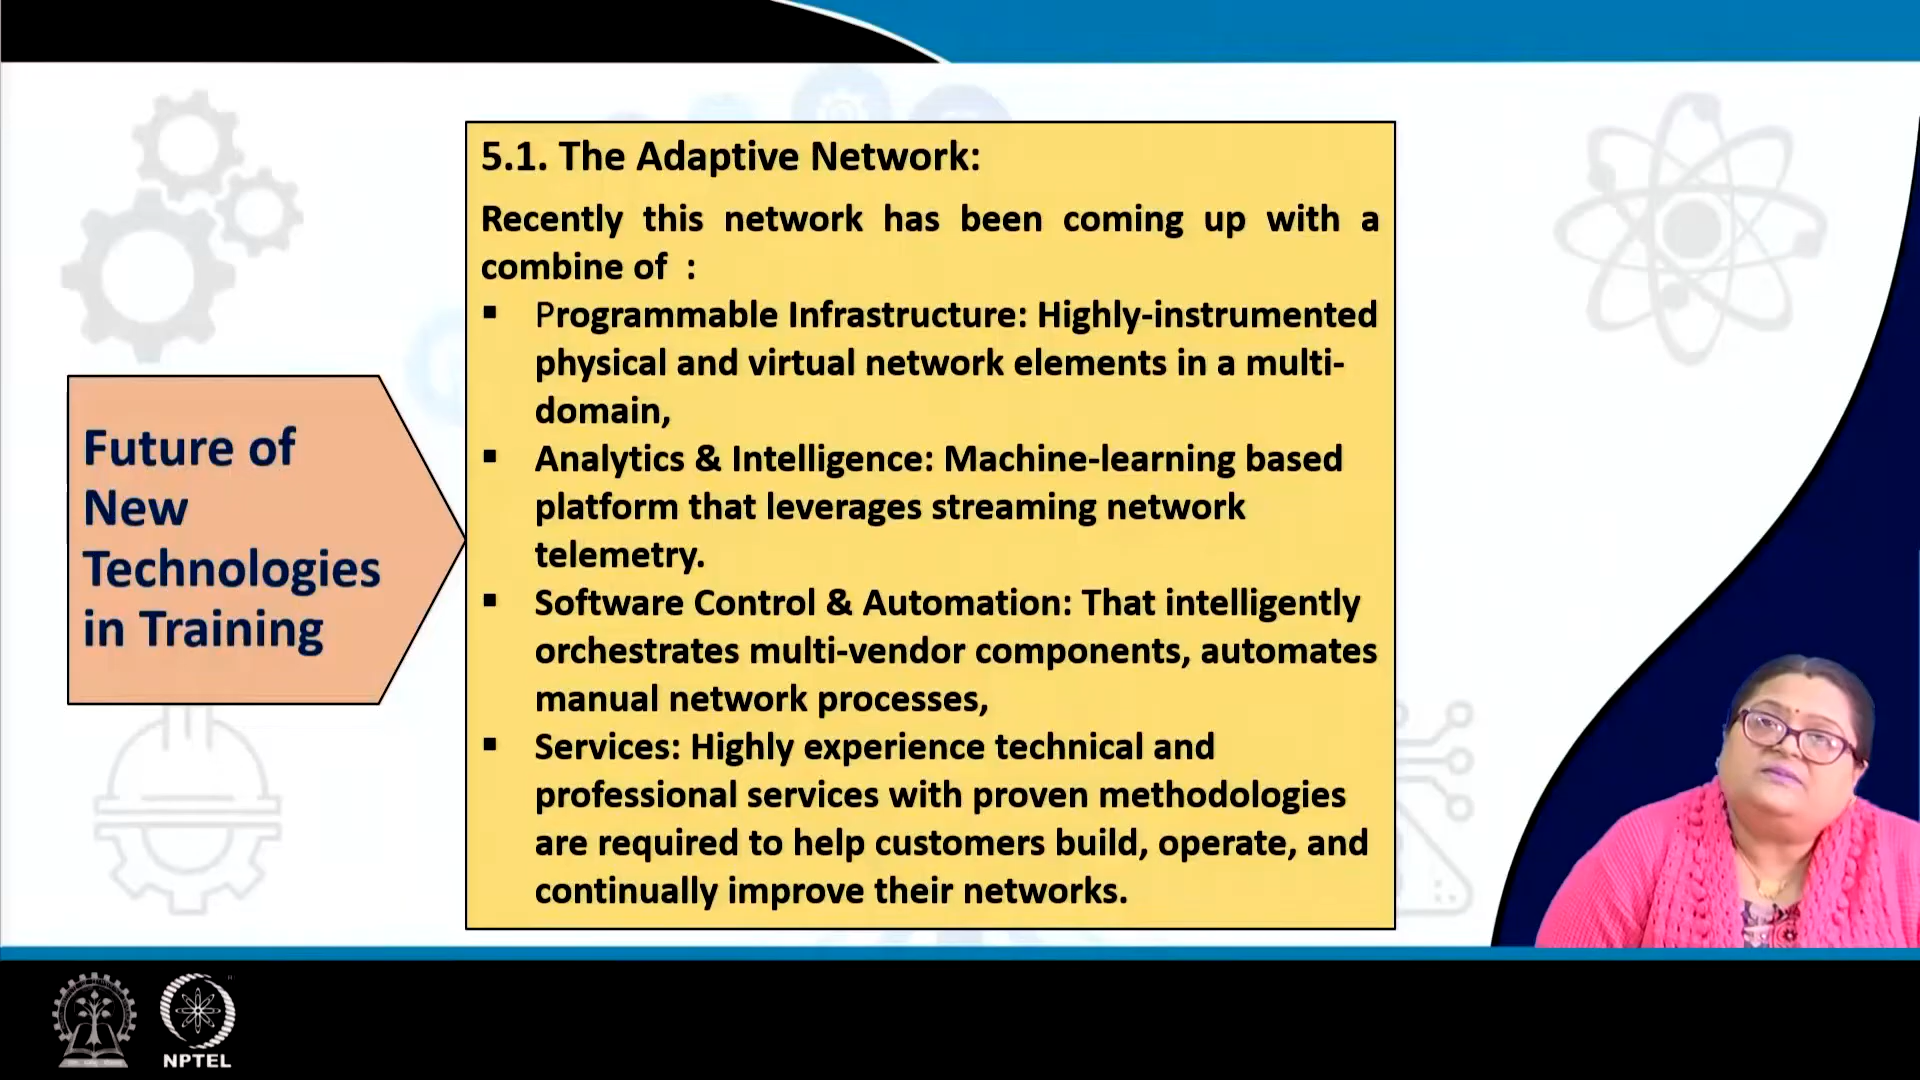 5.1. The Adaptive Network:
Recently this network has been coming up with a
combine of :
▪ Programmable Infrastructure: Highly-instrumented
physical and virtual network elements in a multi-
domain,
▪ Analytics & Intelligence: Machine-learning based
platform that leverages streaming network
telemetry.
▪ Software Control & Automation: That intelligently
orchestrates multi-vendor components, automates
manual network processes,
▪ Services: Highly experience technical and
professional services with proven methodologies
are required to help customers build, operate, and
continually improve their networks.
Future of
New
Technologies
in Training
NPTEL